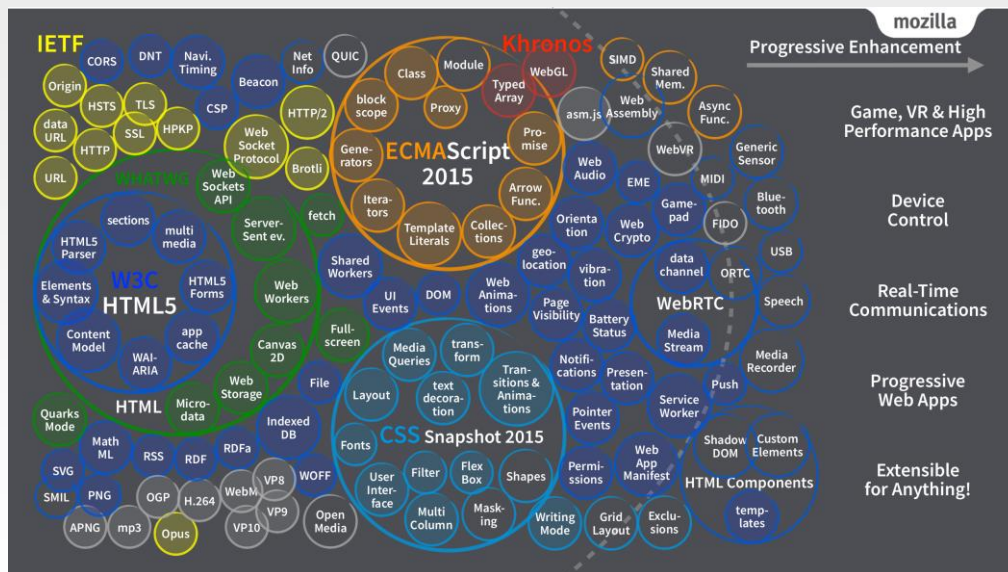 mozilla
Progressive Enhancement
IETF
CORS
DNT
Navi.
Timing
Beacon
Net
Info
QUIC
Origin
HSTS
TLS
CSP
HTTP/2
data
URL
SSL
HPKP
HTTP
Web
Socket
Protocol
Brotli
URL
Khronos
Class
Module
Typed
Array
WebGL
block
scope
Proxy
Gene-
rators
ECMAScript
2015
Pro-
mise
Itera-
tors
Arrow
Func.
Template
Literals
Collec-
tions
SIMD
Shared
Mem.
asm.js
Web
Assembly
Async
Func.
WebVR
Generic
Sensor
Game, VR & High
Performance Apps
Web
Audio
EME
MIDI
Blue-
tooth
Orienta
tion
Web
Crypto
Game-
pad
FIDO
Device
Control
WHATWG
Web
Sockets
API
fetch
sections
multi
media
Server-
Sent ev.
HTML5
Parser
W3C
HTML5
Elements
& Syntax
HTML5
Forms
Web
Workers
Content
Model
app
cache
WAI-
ARIA
Canvas
2D
Full-
screen
HTML
Micro-
data
Web
Storage
Shared
Workers
UI
Events
DOM
Web
Anima-
tions
geo-
location
vibra-
tion
Page
Visibility
Battery
Status
data
channel
ORTC
USB
WebRTC
Speech
Media
Stream
Real-Time
Communications
Media
Recorder
Notifi-
cations
Presen-
tation
Push
Service
Worker
Pointer
Events
Progressive
Web Apps
Media
Queries
trans-
form
Layout
text
decora-
tion
Trans-
itions &
Anima-
tions
CSS Snapshot 2015
Fonts
User
Inter-
face
Filter
Flex
Box
Shapes
Multi
Column
Mask-
ing
File
Indexed
DB
Quarks
Mode
Math
ML
RSS
RDF
RDFa
SVG
WOFF
SMIL
PNG
OGP
H.264
WebM
VP8
VP9
VP10
APNG
mp3
Opus
Open
Media
Permi-
ssions
Web
App
Manifest
Writing
Mode
Grid
Layout
Exclu-
sions
Shadow
DOM
Custom
Elements
HTML Components
temp-
lates
Extensible
for Anything!